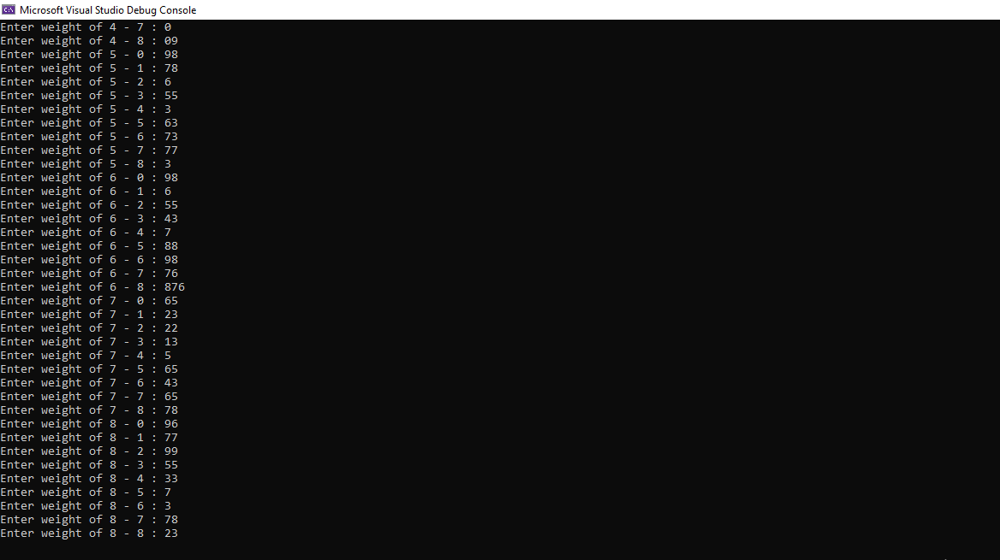 Microsoft Visual Studio Debug Console
Enter weight of 4 - 7 : 0
Enter weight of 4 - 8 : 09
Enter weight of 5 - 0 : 98
Enter weight of 5 - 1 : 78
Enter weight of 5 - 2 : 6
Enter weight of 5 - 3 : 55
Enter weight of 5 - 4 : 3
Enter weight of 5 - 5 : 63
Enter weight of 5 - 6 : 73
Enter weight of 5 - 7 : 77
Enter weight of 5 - 8 : 3
Enter weight of 6 - 0 : 98
Enter weight of 6 - 1 : 6
Enter weight of 6 - 2 : 55
Enter weight of 6 - 3 : 43
Enter weight of 6 - 4 : 7
Enter weight of 6 - 5 : 88
Enter weight of 6 - 6 : 98
Enter weight of 6 - 7 : 76
Enter weight of 6 - 8 : 876
Enter weight of 7 - 0 : 65
Enter weight of 7 - 1 : 23
Enter weight of 7 - 2 : 22
Enter weight of 7 - 3 : 13
Enter weight of 7 - 4 : 5
Enter weight of 7 - 5 : 65
Enter weight of 7 - 6 : 43
Enter weight of 7 - 7 : 65
Enter weight of 7 - 8 : 78
Enter weight of 8 - 0 : 96
Enter weight of 8 - 1 : 77
Enter weight of 8 - 2 : 99
Enter weight of 8 - 3 : 55
Enter weight of 8 - 4 : 33
Enter weight of 8 - 5 : 7
Enter weight of 8 - 6 : 3
Enter weight of 8 - 7 : 78
Enter weight of 8 - 8 : 23